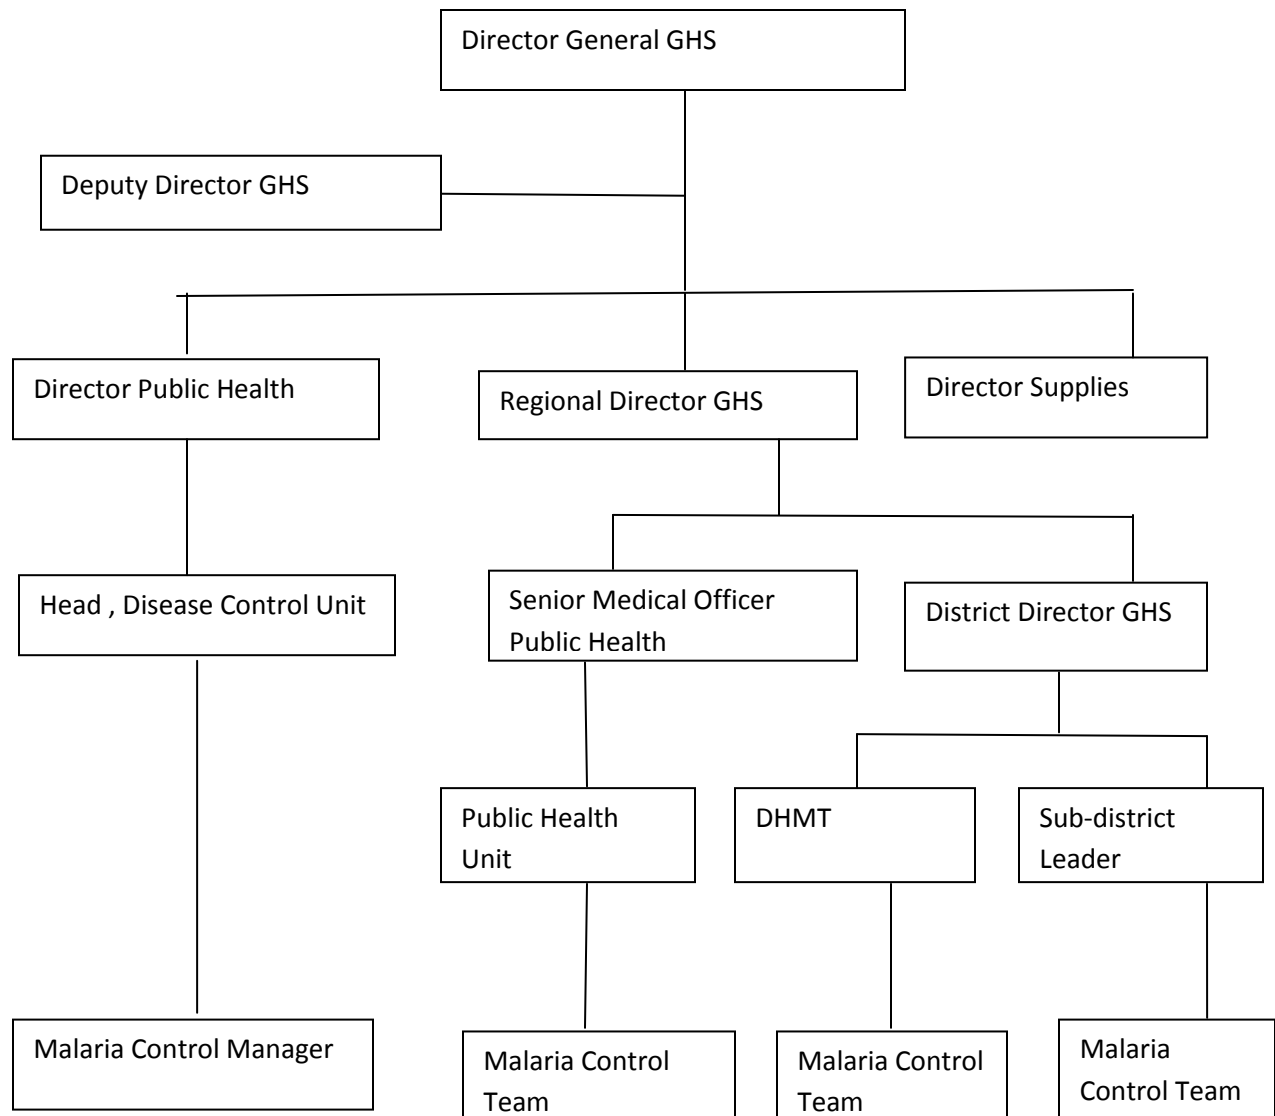 Director General GHS
Deputy Director GHS
Director Public Health
Regional Director GHS
Director Supplies
Head , Disease Control Unit
Senior Medical Officer
Public Health
District Director GHS
Public Health
Unit
DHMT
Sub-district
Leader
Malaria Control Manager
Malaria Control
Team
Malaria Control
Team
Malaria
Control Team